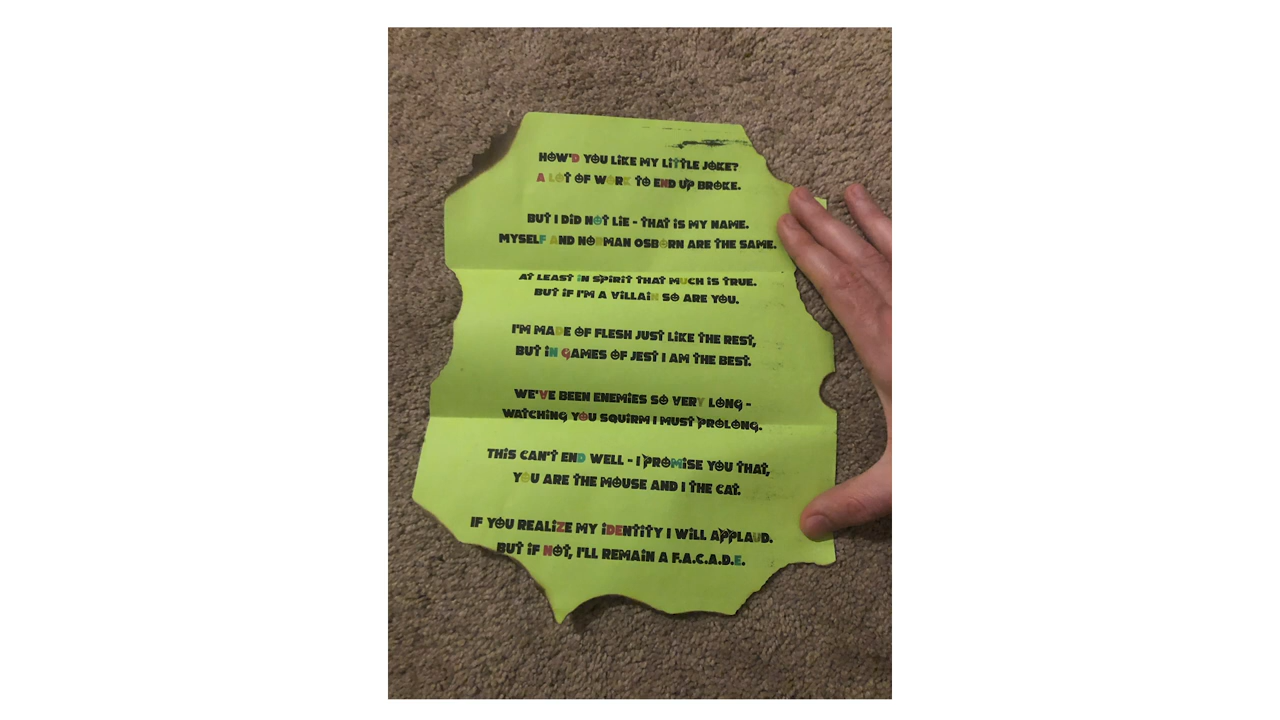 HOW'D YOU LIKE MY LITTLE JOKE?
A LOT OF WORK TO END UP BROKE.
BUT I DID NOT LIE - THAT IS MY NAME.
MYSELF AND NORMAN OSBORN ARE THE SAME.
AT LEAST IN SPIRIT THAT MUCH IS TRUE.
BUT IF I'M A VILLAIN SO ARE YOU.
I'M MADE OF FLESH JUST LIKE THE REST,
BUT IN GAMES OF JEST I AM THE BEST.
WE'VE BEEN ENEMIES SO VERY LONG -
WATCHING YOU SQUIRM I MUST PROLONG.
THIS CAN'T END WELL - I PROMISE YOU THAT,
YOU ARE THE MOUSE AND I THE CAT.
IF YOU REALIZE MY IDENTITY I WILL APPLAUD.
BUT IF NOT, I'LL REMAIN A F.A.C.A.D.E.